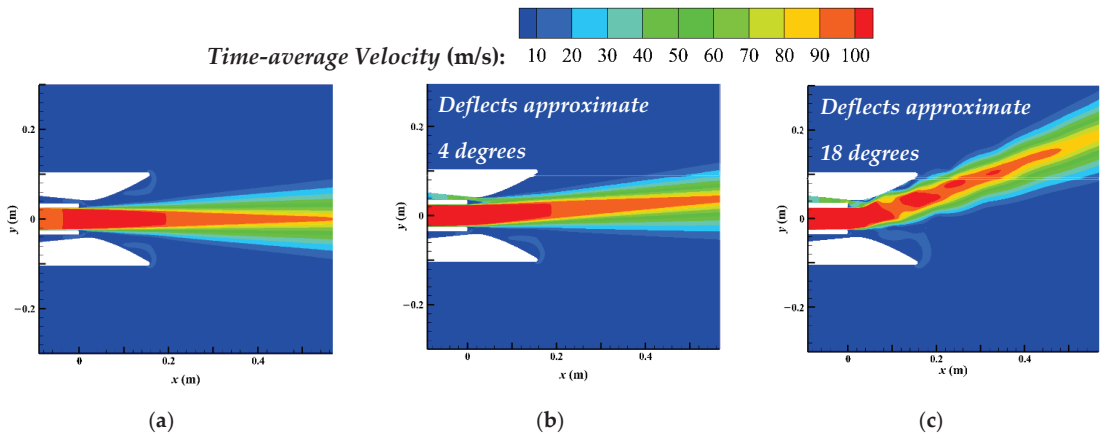 Time-average Velocity (m/s):
10 20 30 40 50 60 70 80 90 100
Deflects approximate
4 degrees
Deflects approximate
18 degrees
y (m)
0.2
0
−0.2
0 0.2 0.4
x (m)
y (m)
0.2
0
−0.2
0 0.2 0.4
x (m)
y (m)
0.2
0
−0.2
0 0.2 0.4
x (m)
(a) (b) (c)